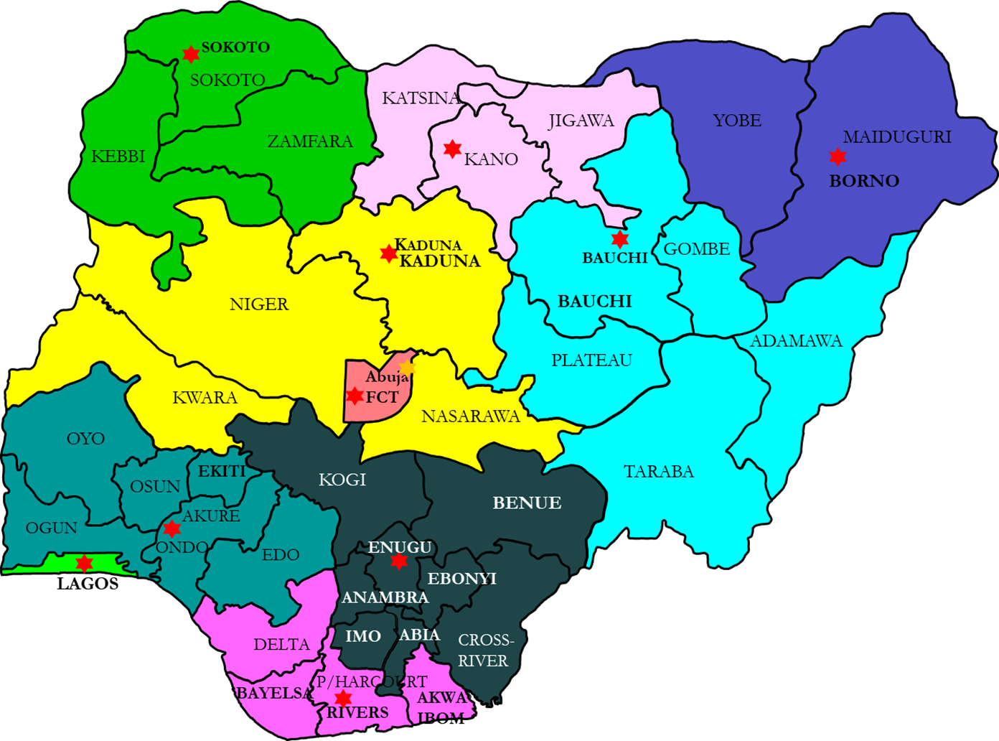 SOKOTO
SOKOTO
KATSINA
JIGAWA
YOBE
MAIDUGURI
ZAMFARA
KEBBI
KANO
BORNO
KADUNA
KADUNA
BAUCHI
GOMBE
NIGER
BAUCHI
ADAMAWA
PLATEAU
Abuja
FCT
KWARA
NASARAWA
OYO
EKITI
OSUN
KOGI
TARABA
BENUE
AKURE
OGUN
ONDO
EDO
ENUGU
EBONYI
LAGOS
ANAMBRA
IMO
ABIA
CROSS-
RIVER
DELTA
P/HARCOURT
BAYELSA
RIVERS
AKWA
IBOM